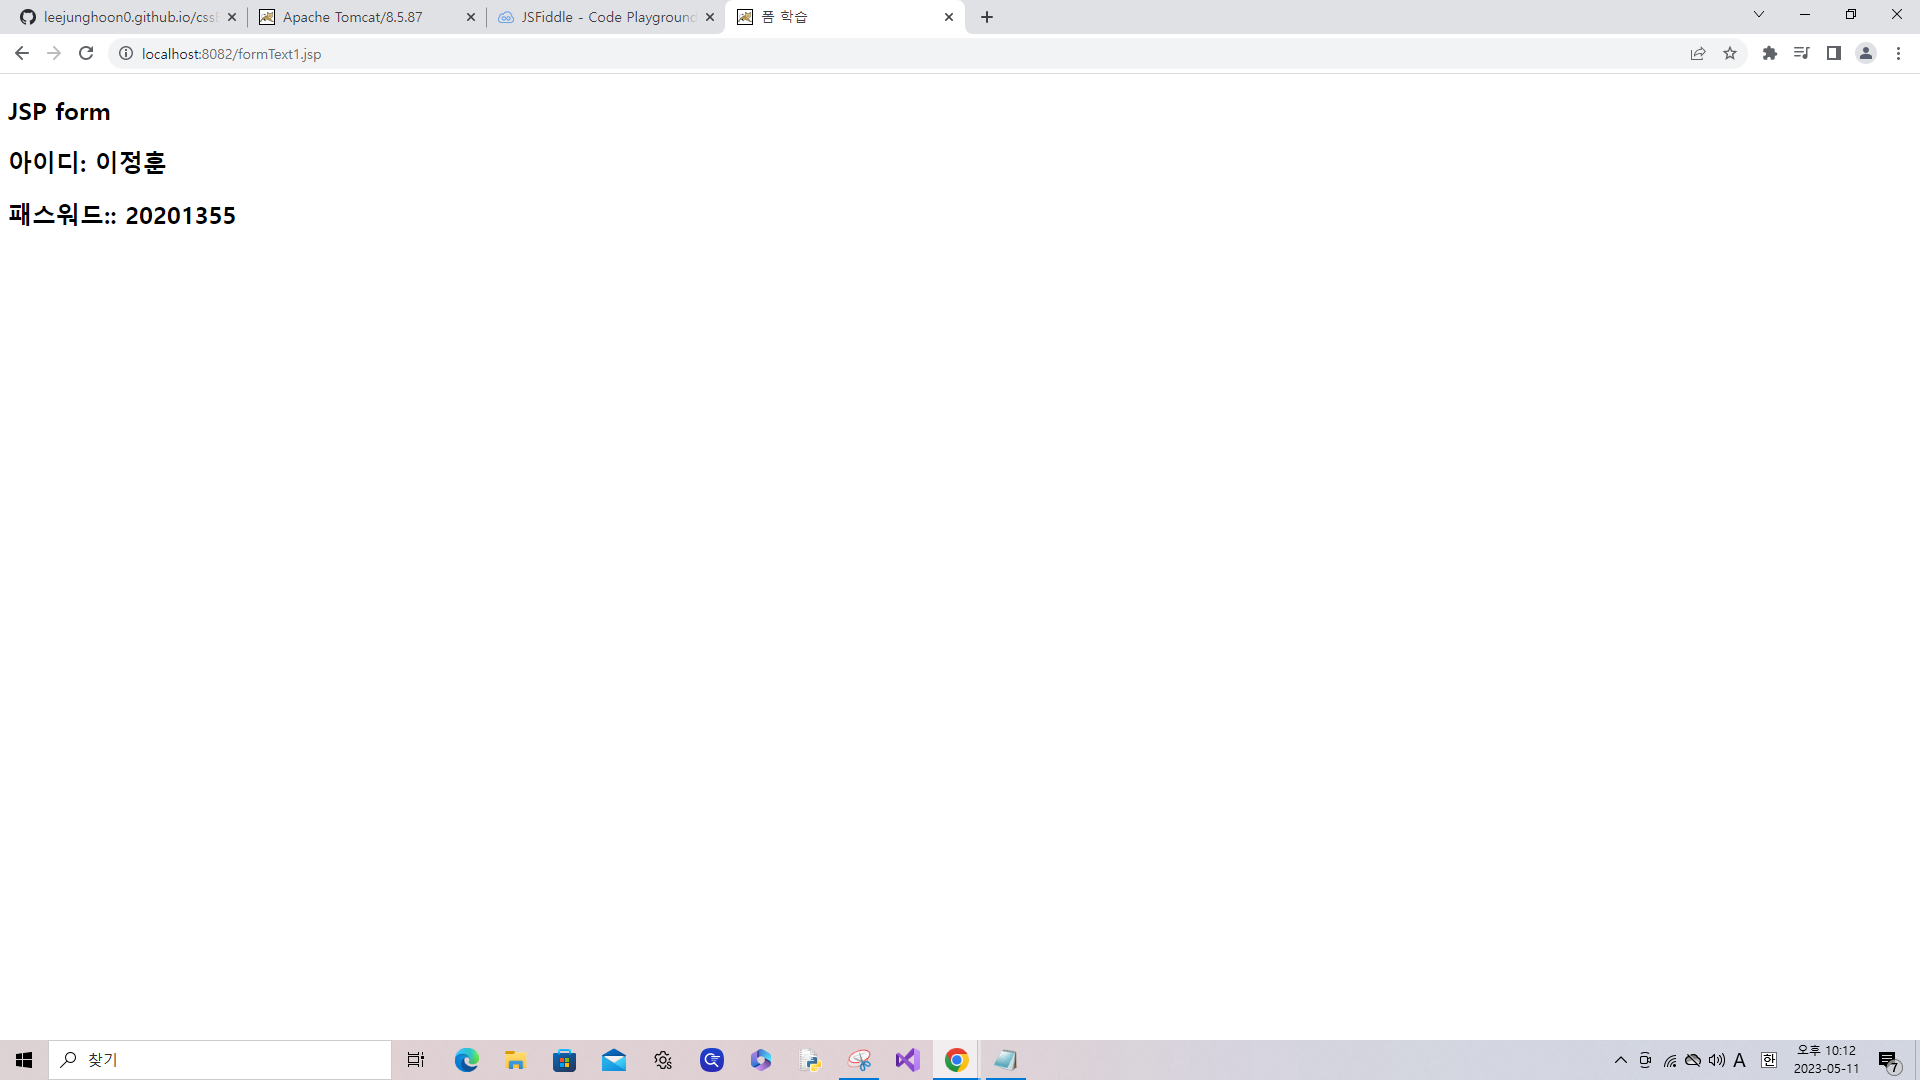 leejunghoon0.github.io/css
Apache Tomcat/8.5.87
JSFiddle - Code Playground
폼 학습
localhost:8082/formText1.jsp
JSP form
아이디: 이정훈
패스워드:: 20201355
찾기
A
한
오후 10:12
2023-05-11
7